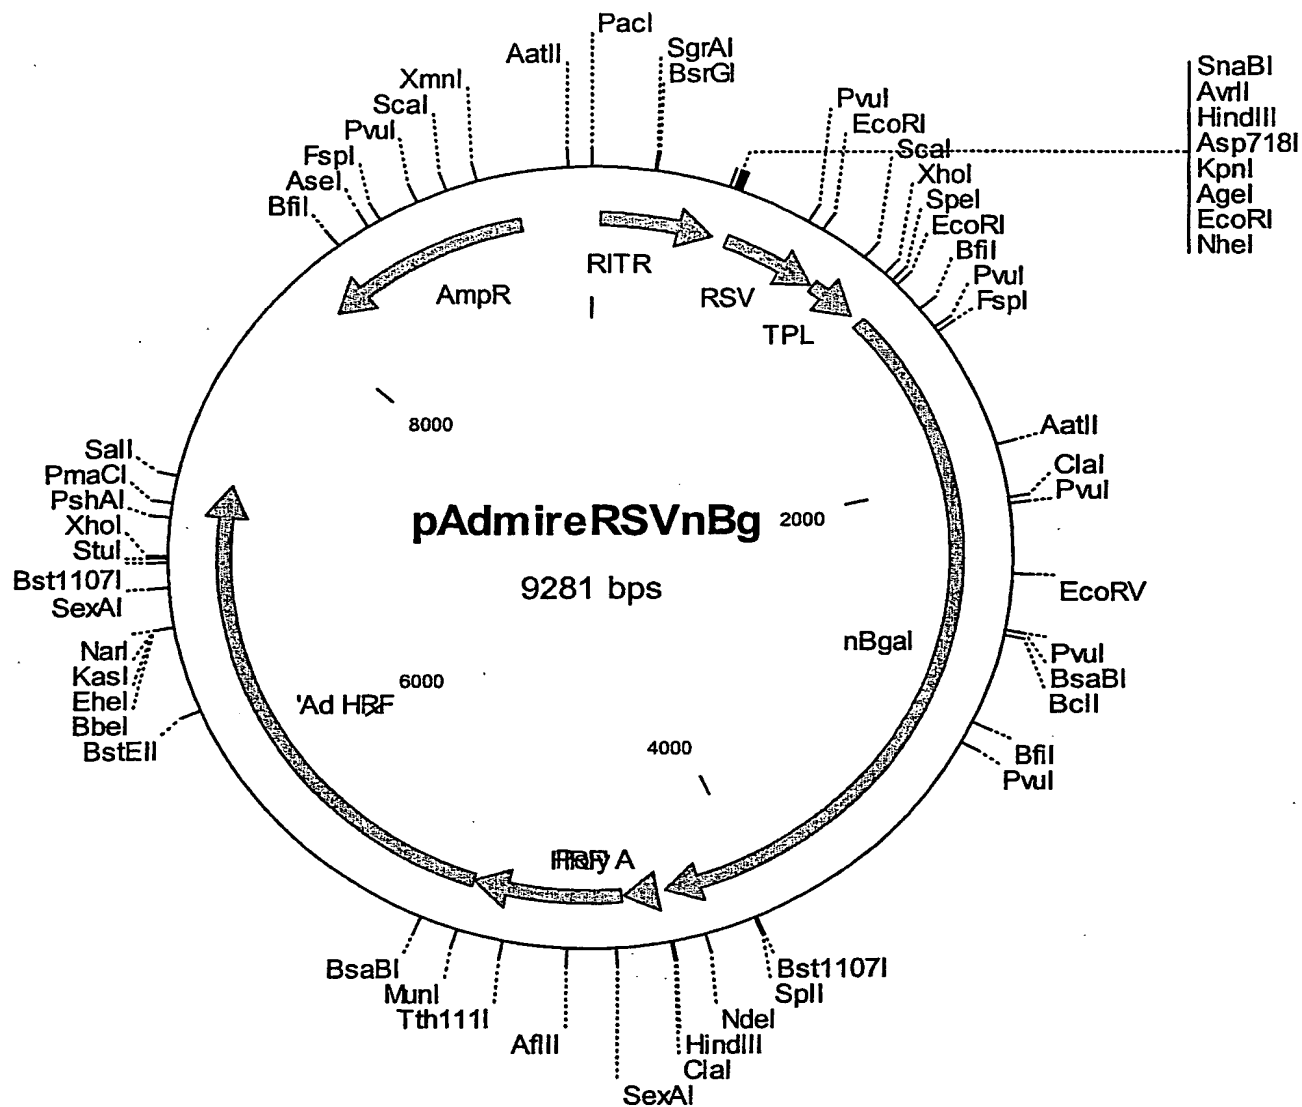 PacI
AatII
SgrAI
BsrGI
XmnI
ScaI
PvuI
FspI
AseI
BfiI
PvuI
EcoRI
ScaI
XhoI
SpeI
EcoRI
BfiI
PvuI
FspI
SnaBI
AvrII
HindIII
Asp718I
KpnI
AgeI
EcoRI
NheI
RITR
RSV
TPL
AmpR
8000
2000
4000
6000
pAdmireRSVnBg
9281 bps
nBgal
'Ad HRF
Poly A
AatII
ClaI
PvuI
EcoRV
PvuI
BsaBI
BclI
BfiI
PvuI
Bst1107I
SplI
NdeI
HindIII
ClaI
SexAI
AflII
Tth111I
MunI
BsaBI
SalI
PmaCI
PshAI
XhoI
StuI
Bst1107I
SexAI
NarI
KasI
EheI
BbeI
BstEII